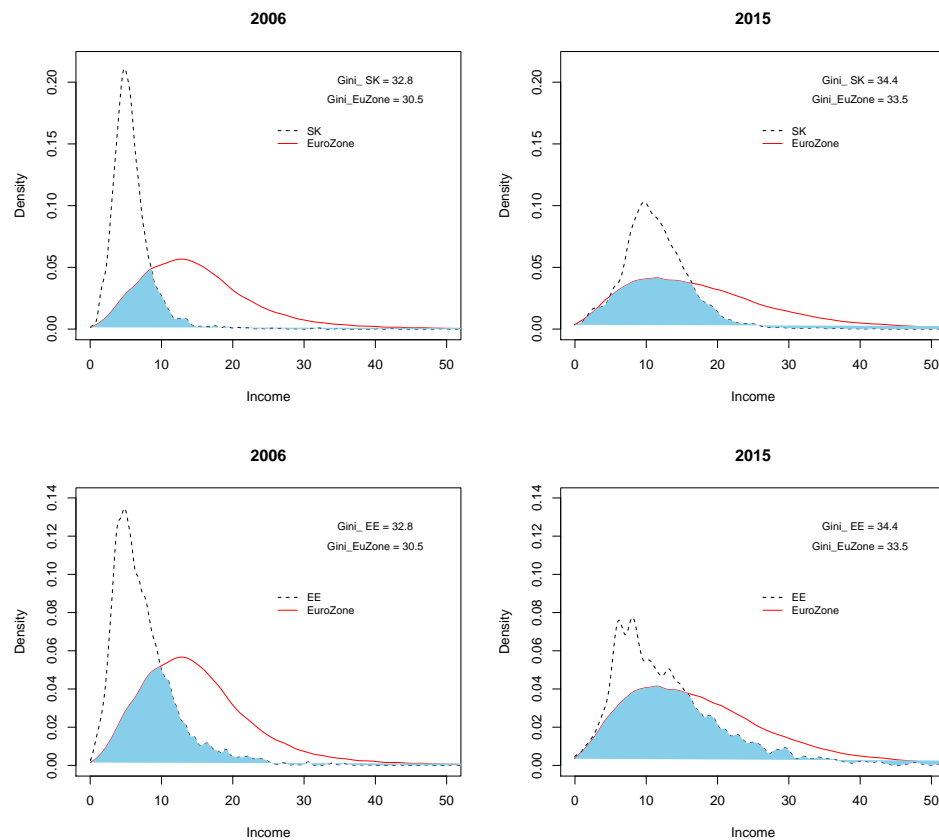 2006
Gini_ SK = 32.8
Gini_EuZone = 30.5
SK
EuroZone
Density
0.00 0.05 0.10 0.15 0.20
0 10 20 30 40 50
Income
2015
Gini_ SK = 34.4
Gini_EuZone = 33.5
SK
EuroZone
Density
0.00 0.05 0.10 0.15 0.20
0 10 20 30 40 50
Income
2006
Gini_ EE = 32.8
Gini_EuZone = 30.5
EE
EuroZone
Density
0.00 0.02 0.04 0.06 0.08 0.10 0.12 0.14
0 10 20 30 40 50
Income
2015
Gini_ EE = 34.4
Gini_EuZone = 33.5
EE
EuroZone
Density
0.00 0.02 0.04 0.06 0.08 0.10 0.12 0.14
0 10 20 30 40 50
Income